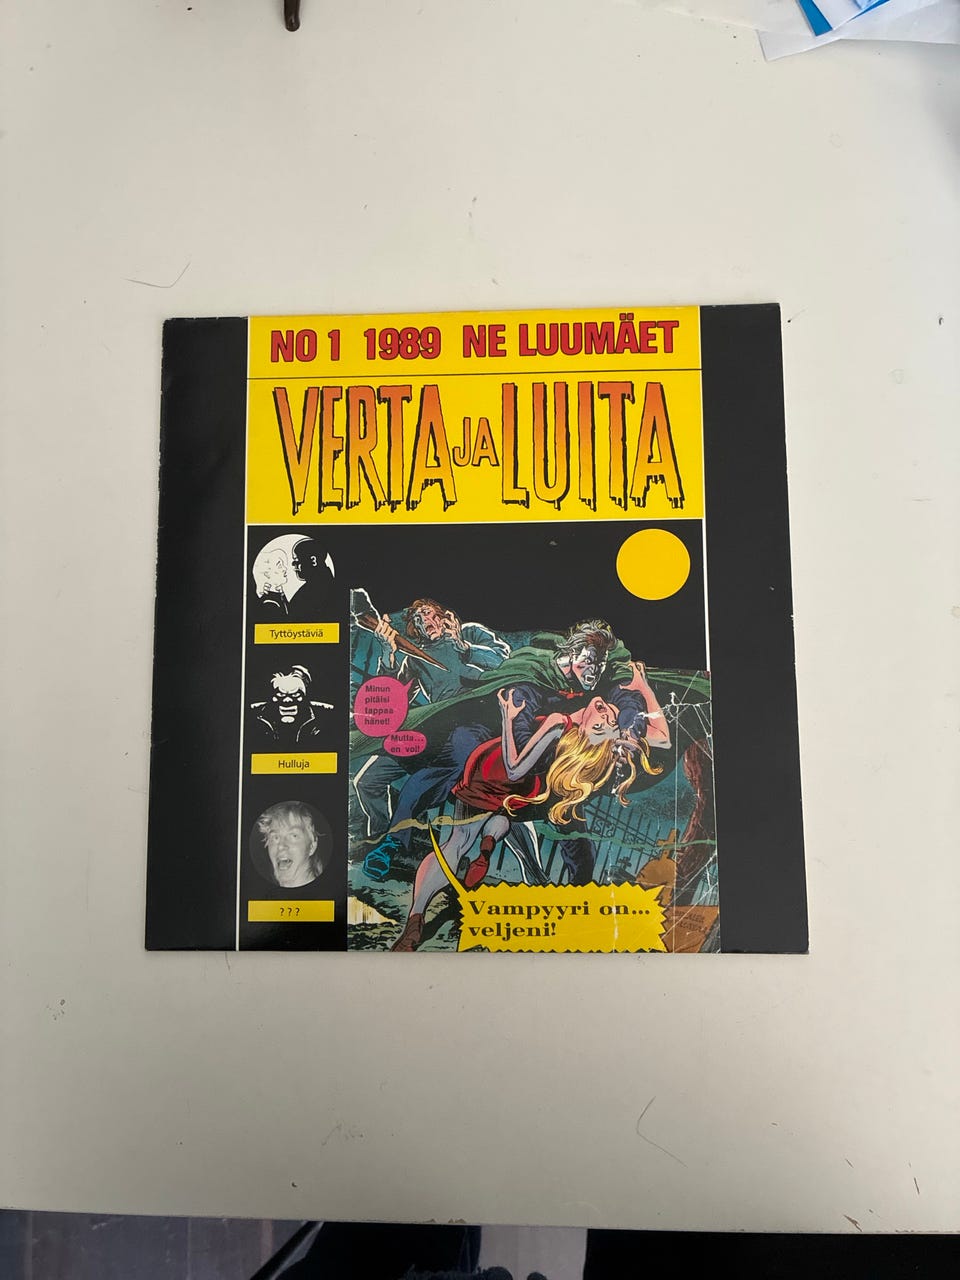 NO 1 1989 NE LUUMÄET
VERTA JA LUITA
Tyttöystäviä
Hulluja
? ? ?
Minun
pitäisi
tappaa
hänet!
Mutta...
en voi!
Vampyyri on...
veljeni!